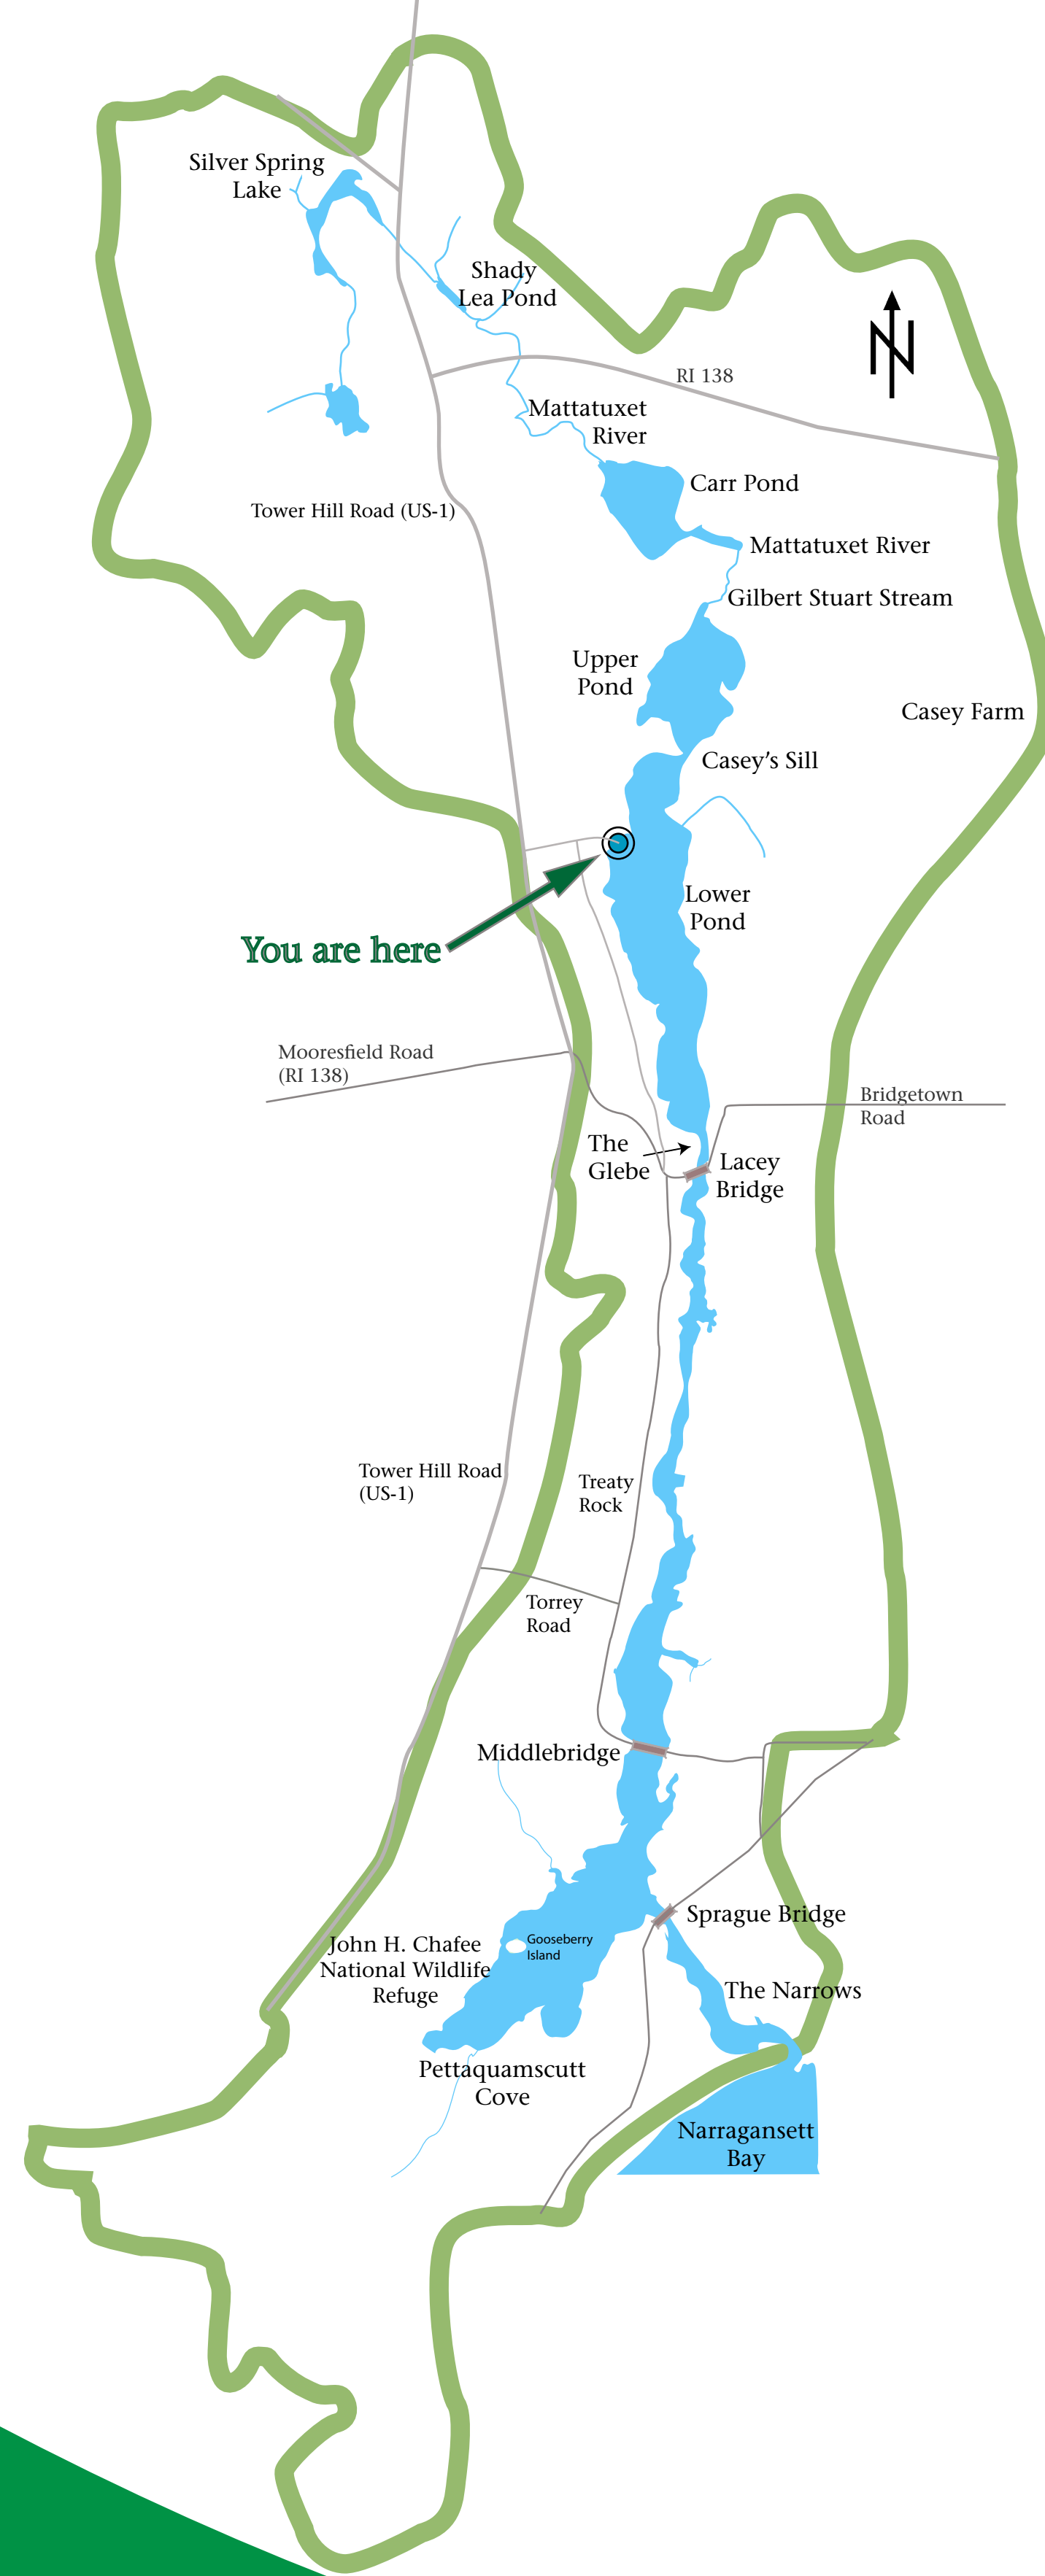 Silver Spring
Lake
Shady
Lea Pond
N
RI 138
Mattatuxet
River
Carr Pond
Tower Hill Road (US-1)
Mattatuxet River
Gilbert Stuart Stream
Upper
Pond
Casey Farm
Casey's Sill
Lower
Pond
You are here
Mooresfield Road
(RI 138)
Bridgetown
Road
The
Glebe
Lacey
Bridge
Tower Hill Road
(US-1)
Treaty
Rock
Torrey
Road
Middlebridge
Sprague Bridge
Gooseberry
Island
John H. Chafee
National Wildlife
Refuge
The Narrows
Pettaquamscutt
Cove
Narragansett
Bay